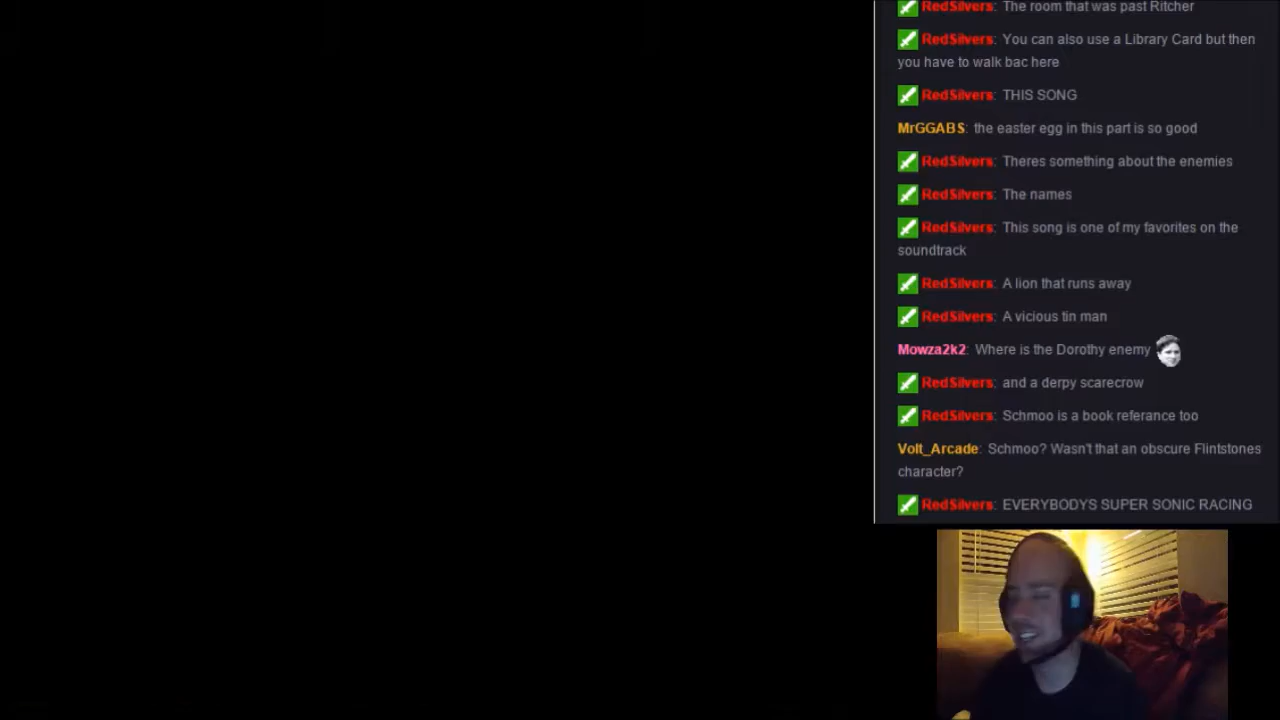 RedSilvers: The room that was past Ritcher
RedSilvers: You can also use a Library Card but then
you have to walk bac here
RedSilvers: THIS SONG
MrGGABS: the easter egg in this part is so good
RedSilvers: Theres something about the enemies
RedSilvers: The names
RedSilvers: This song is one of my favorites on the
soundtrack
RedSilvers: A lion that runs away
RedSilvers: A vicious tin man
Mowza2k2: Where is the Dorothy enemy
RedSilvers: and a derpy scarecrow
RedSilvers: Schmoo is a book referance too
Volt_Arcade: Schmoo? Wasn't that an obscure Flintstones
character?
RedSilvers: EVERYBODYS SUPER SONIC RACING